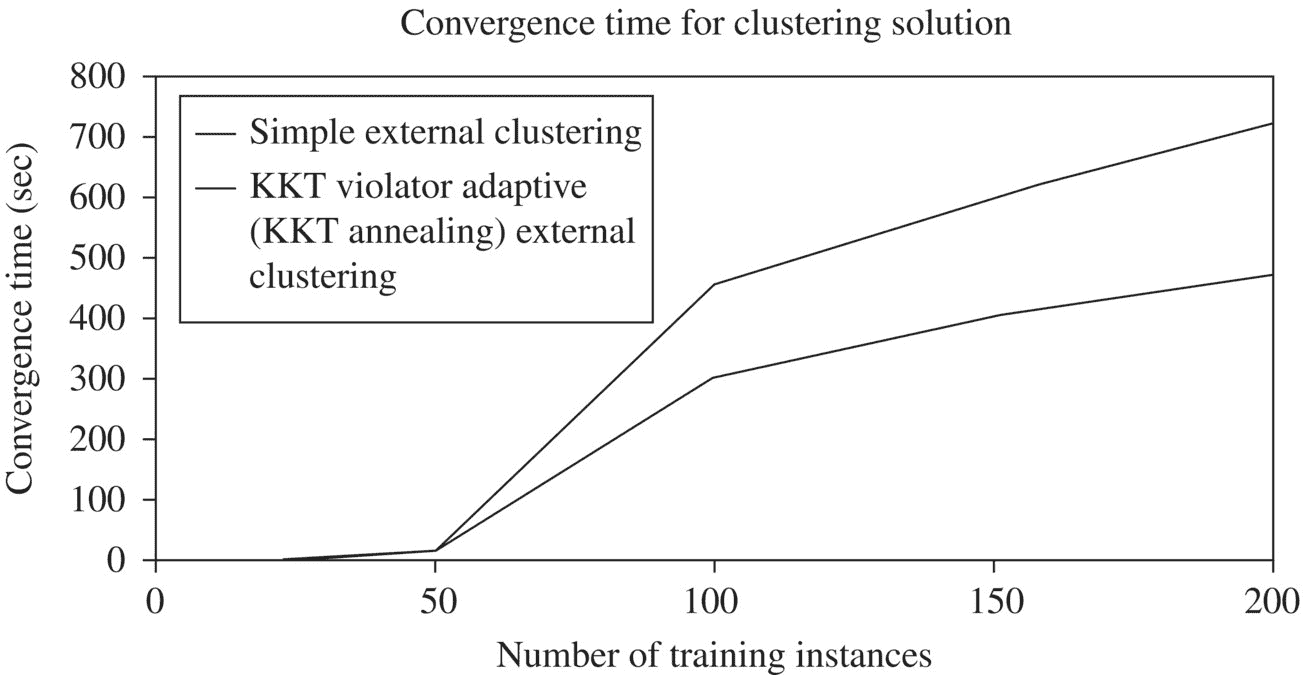 Convergence time for clustering solution
800
700
600
500
400
300
200
100
0
Convergence time (sec)
Simple external clustering
KKT violator adaptive
(KKT annealing) external
clustering
0
50
100
150
200
Number of training instances